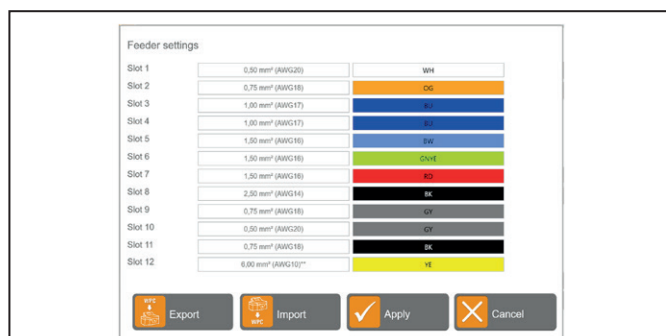 Feeder settings
Slot 1 0,50 mm² (AWG20) WH
Slot 2 0,75 mm² (AWG18) OG
Slot 3 1,00 mm² (AWG17) BU
Slot 4 1,00 mm² (AWG17) BU
Slot 5 1,50 mm² (AWG16) BW
Slot 6 1,50 mm² (AWG16) GNYE
Slot 7 1,50 mm² (AWG16) RD
Slot 8 2,50 mm² (AWG14) BK
Slot 9 0,75 mm² (AWG18) GY
Slot 10 0,50 mm² (AWG20) GY
Slot 11 0,75 mm² (AWG18) BK
Slot 12 6,00 mm² (AWG10)** YE
WPC Export WPC Import Apply Cancel